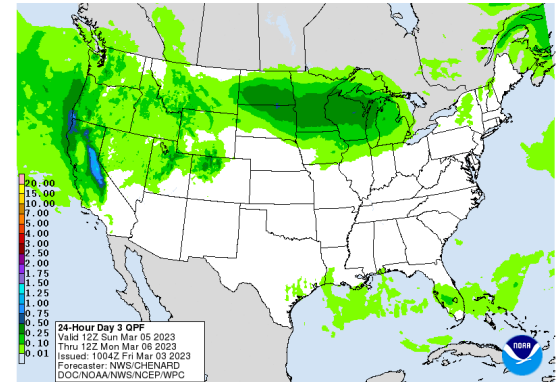 20.00
15.00
10.00
7.00
5.00
4.00
3.00
2.50
2.00
1.75
1.50
1.25
1.00
0.75
0.50
0.25
0.10
0.01
24-Hour Day 3 QPF
Valid 12Z Sun Mar 05 2023
Thru 12Z Mon Mar 06 2023
Issued: 1004Z Fri Mar 03 2023
Forecaster: NWS/CHENARD
DOC/NOAA/NWS/NCEP/WPC
NOAA